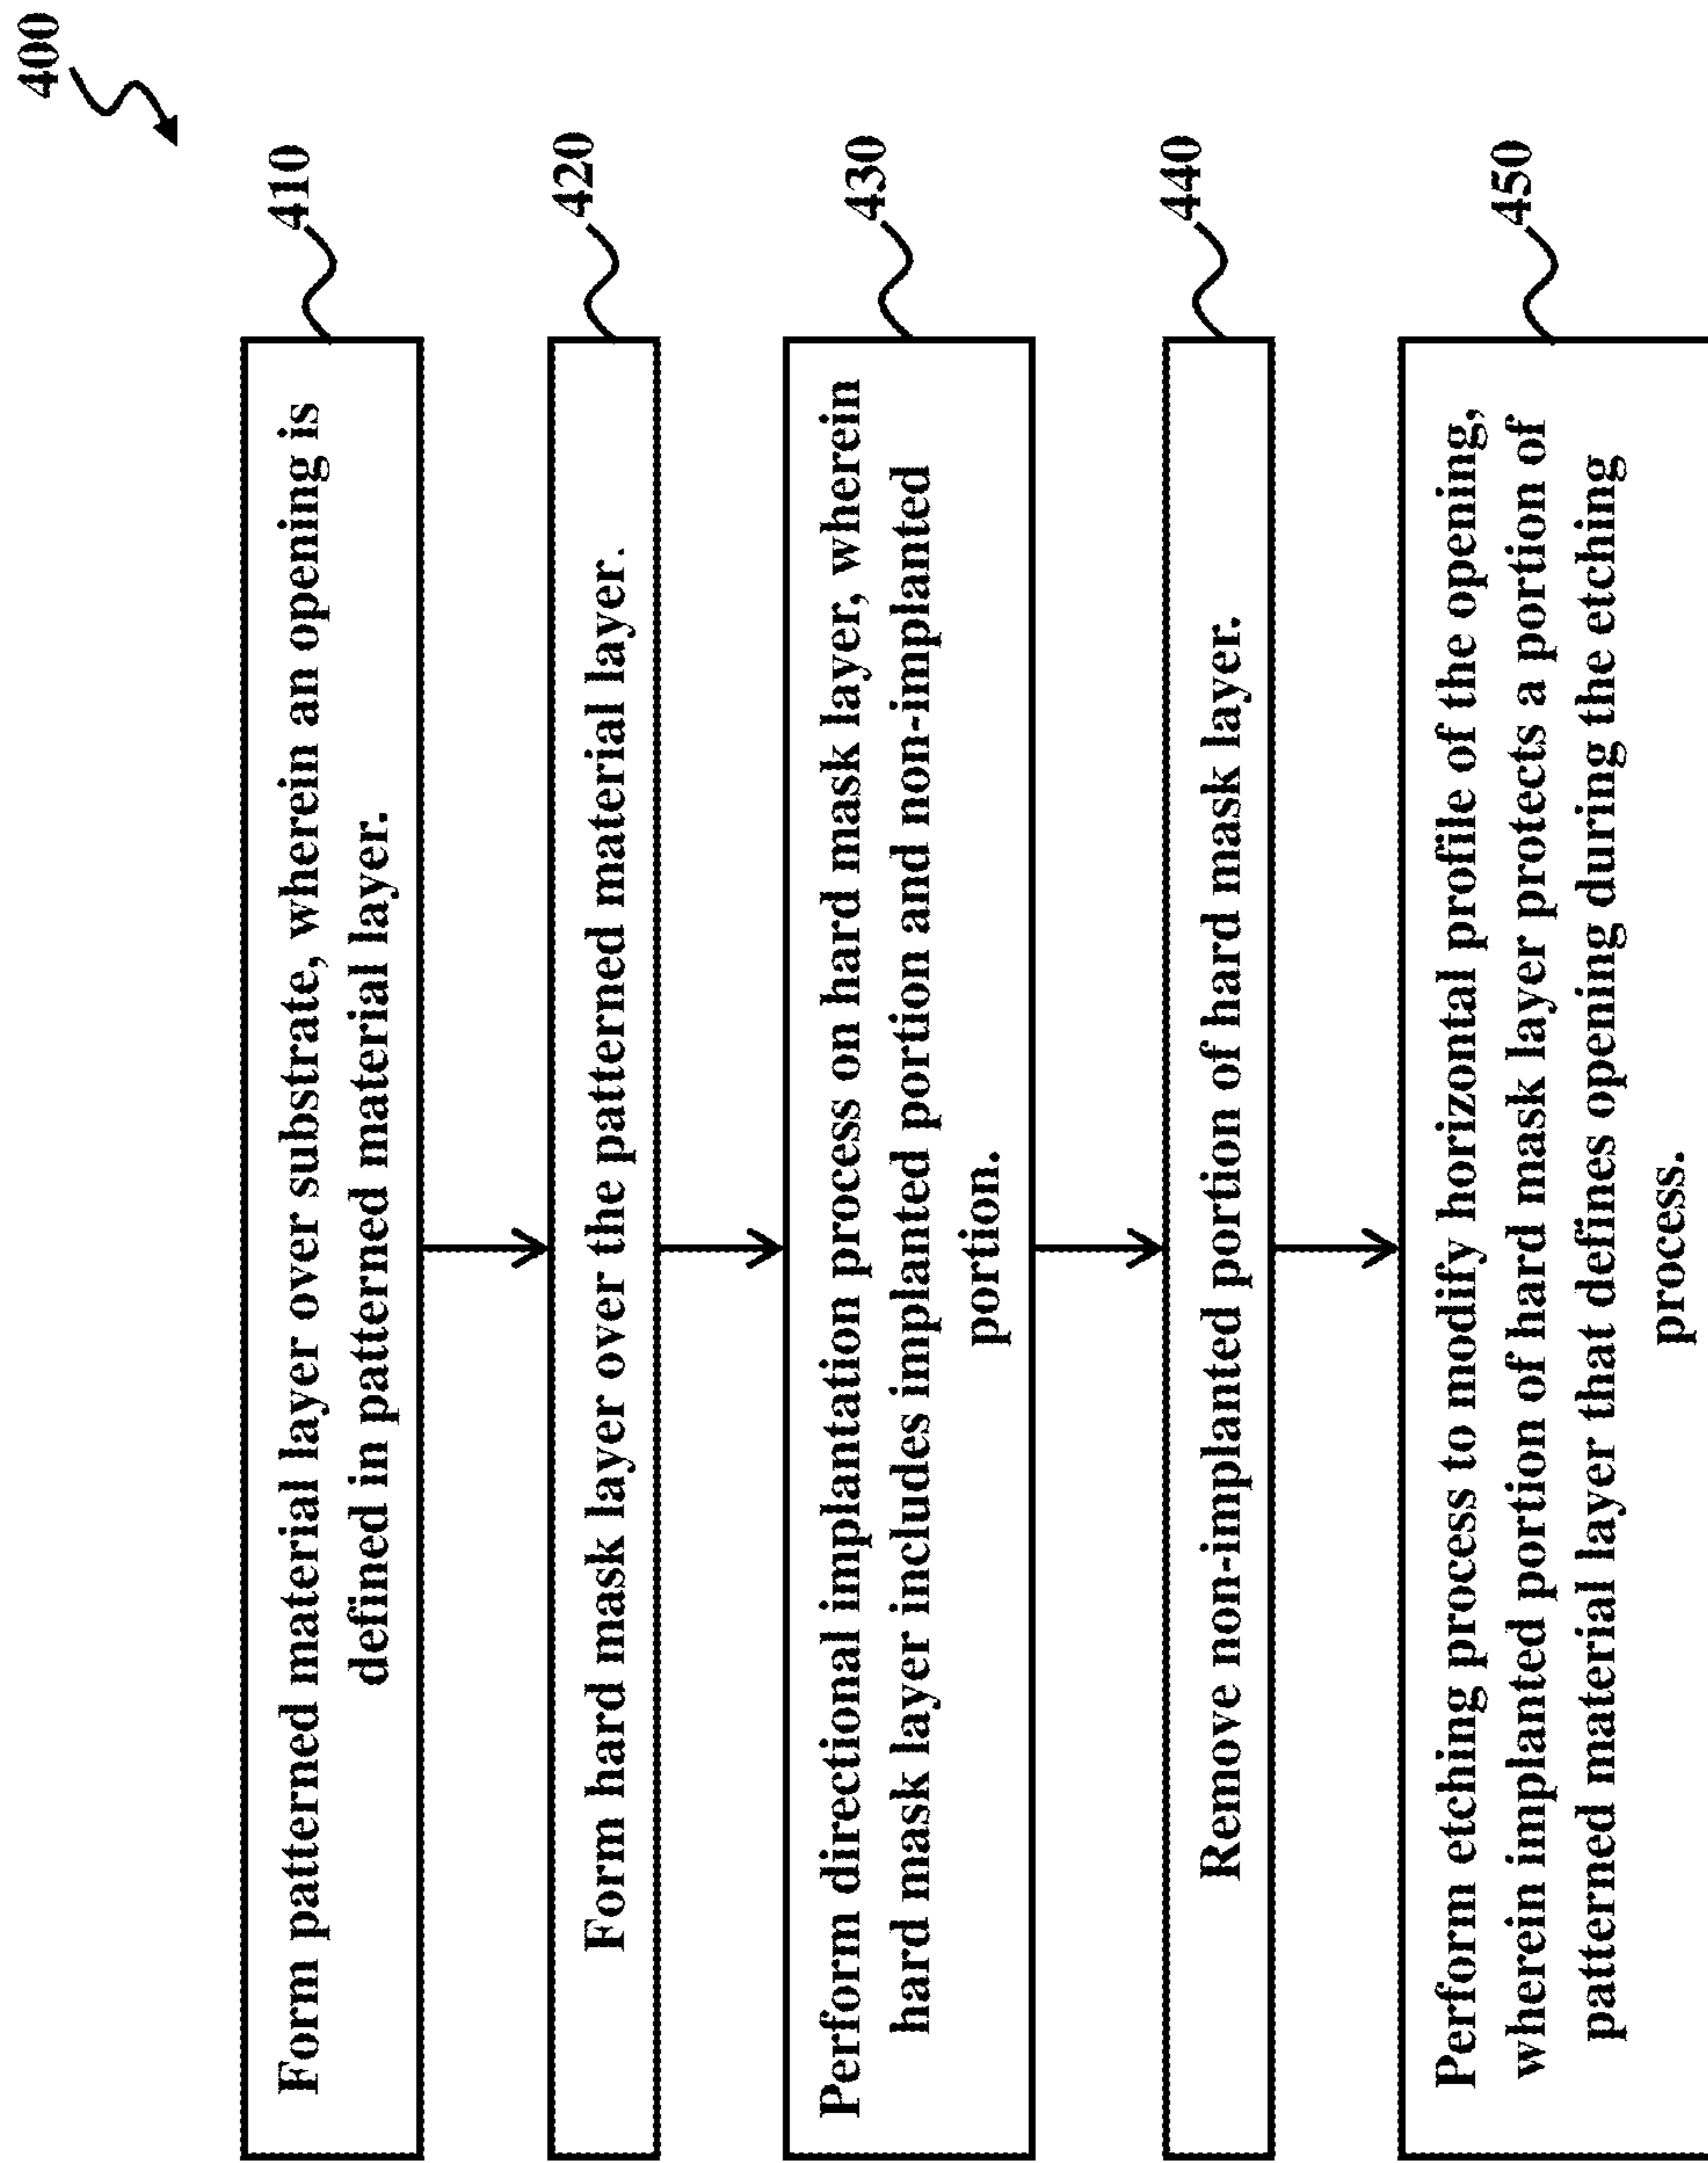 400
410
Form patterned material layer over substrate, wherein an opening is
defined in patterned material layer.
420
Form hard mask layer over the patterned material layer.
430
Perform directional implantation process on hard mask layer, wherein
hard mask layer includes implanted portion and non-implanted
portion.
440
Remove non-implanted portion of hard mask layer.
450
Perform etching process to modify horizontal profile of the opening,
wherein implanted portion of hard mask layer protects a portion of
patterned material layer that defines opening during the etching
process.